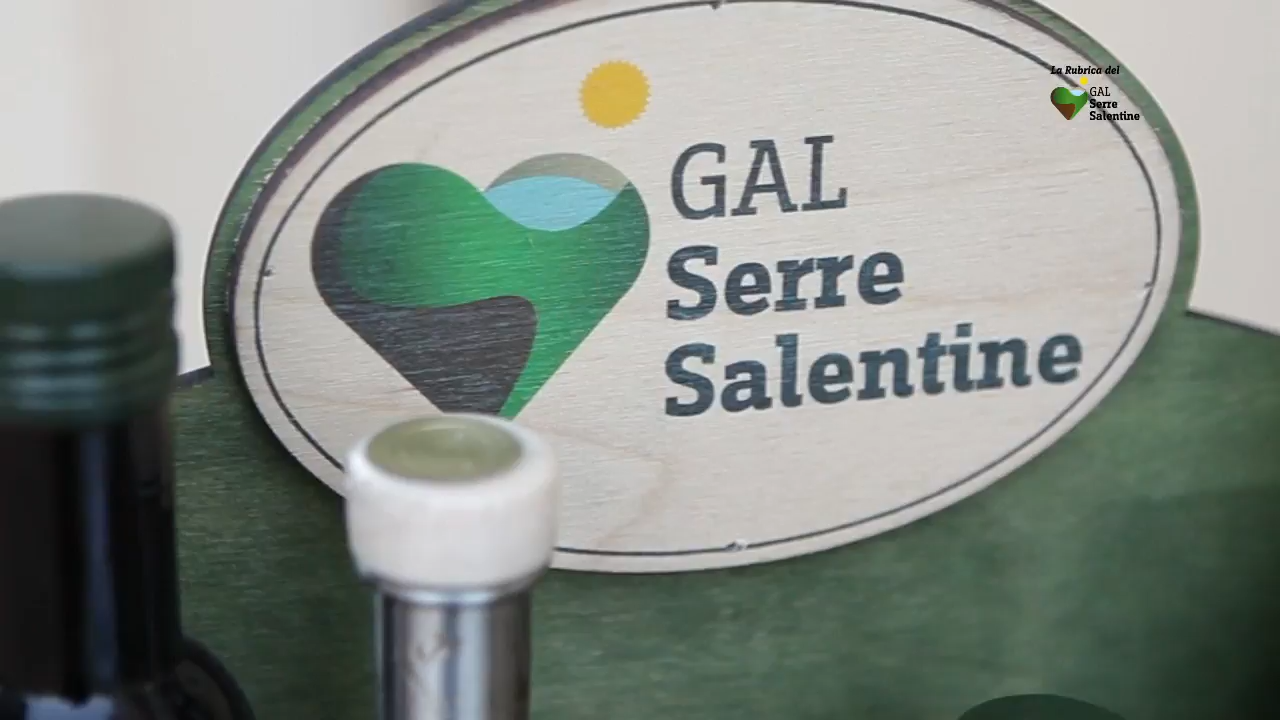 GAL
Serre
Salentine
La Rubrica del
GAL
Serre
Salentine